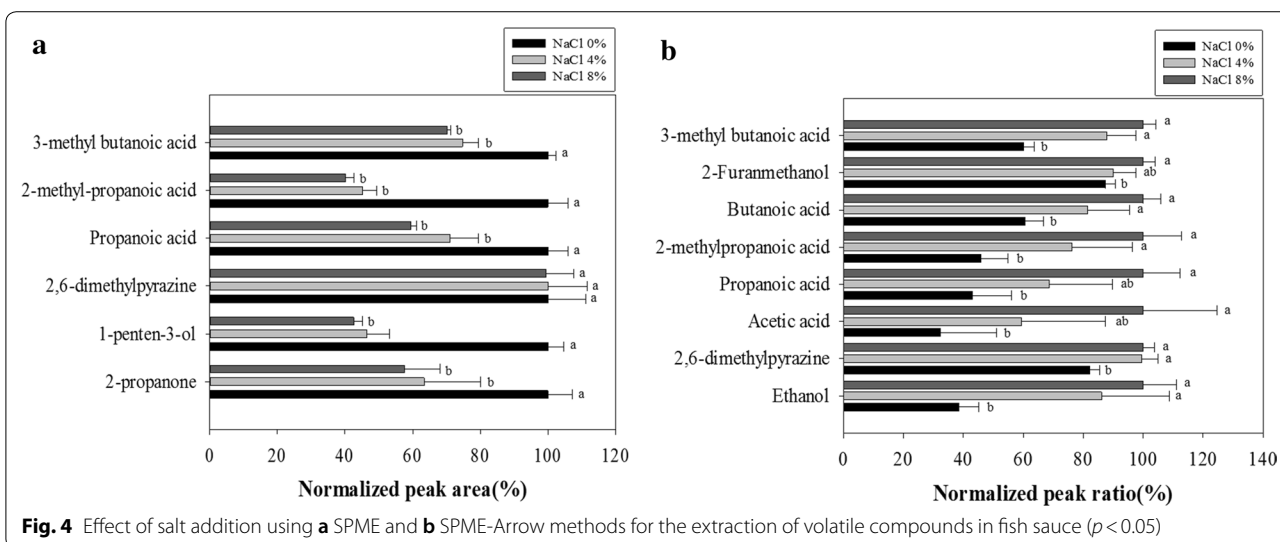 a
NaCl 0%
NaCl 4%
NaCl 8%
3-methyl butanoic acid
b
b
a
2-methyl-propanoic acid
b
b
a
Propanoic acid
b
b
a
2,6-dimethylpyrazine
a
a
a
1-penten-3-ol
b
a
2-propanone
b
b
a
0 20 40 60 80 100 120
Normalized peak area(%)
b
NaCl 0%
NaCl 4%
NaCl 8%
3-methyl butanoic acid
a
a
b
2-Furanmethanol
a
ab
b
Butanoic acid
a
a
b
2-methylpropanoic acid
a
a
b
Propanoic acid
a
ab
b
Acetic acid
a
ab
b
2,6-dimethylpyrazine
a
a
b
Ethanol
a
a
b
0 20 40 60 80 100 120 140
Normalized peak ratio(%)
Fig. 4 Effect of salt addition using a SPME and b SPME-Arrow methods for the extraction of volatile compounds in fish sauce (p < 0.05)